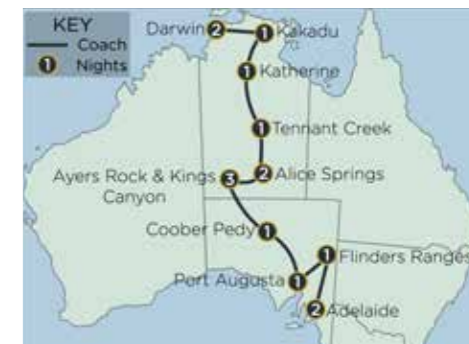 KEY
Coach
1 Nights
Darwin 2
1 Kakadu
1 Katherine
1 Tennant Creek
Ayers Rock & Kings 3
Canyon
2 Alice Springs
Coober Pedy 1
1 Flinders Ranges
Port Augusta 1
2 Adelaide